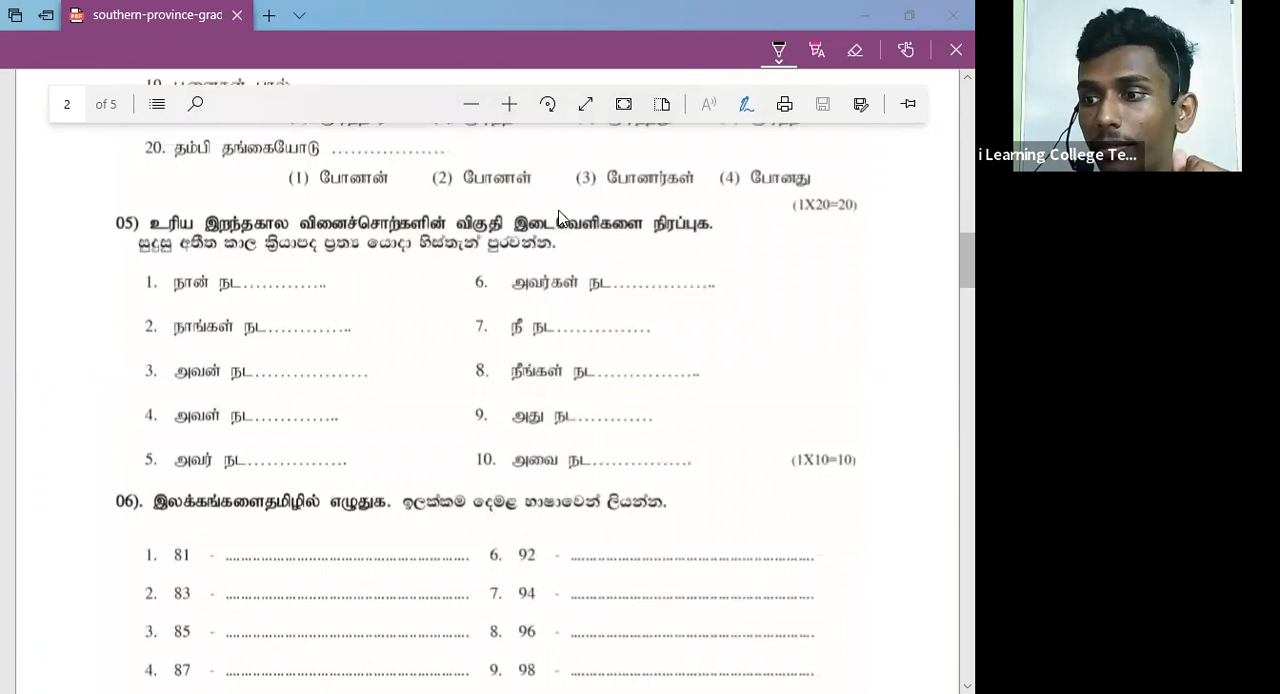 southern-province-grad
2 of 5
20. தம்பி தங்கையோடு ..................
(1) போனான் (2) போனாள் (3) போனார்கள் (4) போனது
(1X20=20)
05) உரிய இறந்தகால வினைச்சொற்களின் விகுதி இடைவெளிகளை நிரப்புக.
සුදුසු අතීත කාල ක්‍රියාපද ප්‍රත්‍ය යොදා හිස්තැන් පුරවන්න.
1. நான் நட.............. 6. அவர்கள் நட.................
2. நாங்கள் நட.............. 7. நீ நட...............
3. அவன் நட.................. 8. நீங்கள் நட.................
4. அவள் நட.............. 9. அது நட............
5. அவர் நட................ 10. அவை நட................
(1X10=10)
06). இலக்கங்களைதமிழில் எழுதுக. ඉලක්කම දෙමළ භාෂාවෙන් ලියන්න.
1. 81 - ................................................ 6. 92 - ................................................
2. 83 - ................................................ 7. 94 - ................................................
3. 85 - ................................................ 8. 96 - ................................................
4. 87 - ................................................ 9. 98 - ................................................
i Learning College Te...